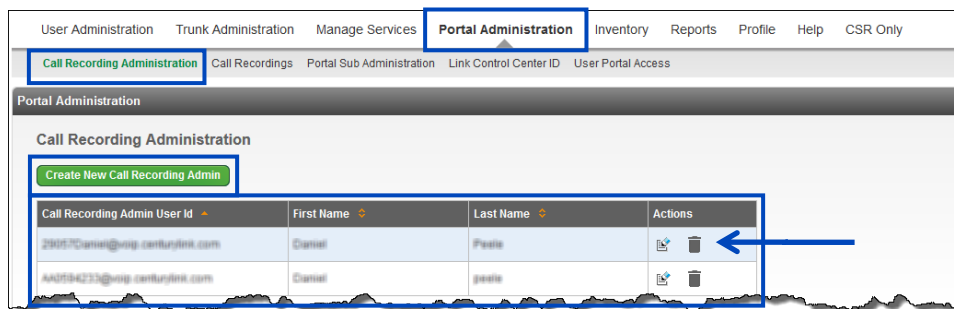 User Administration Trunk Administration Manage Services Portal Administration Inventory Reports Profile Help CSR Only
Call Recording Administration Call Recordings Portal Sub Administration Link Control Center ID User Portal Access
Portal Administration
Call Recording Administration
Create New Call Recording Admin
Call Recording Admin User Id First Name Last Name Actions
Daniel
Daniel